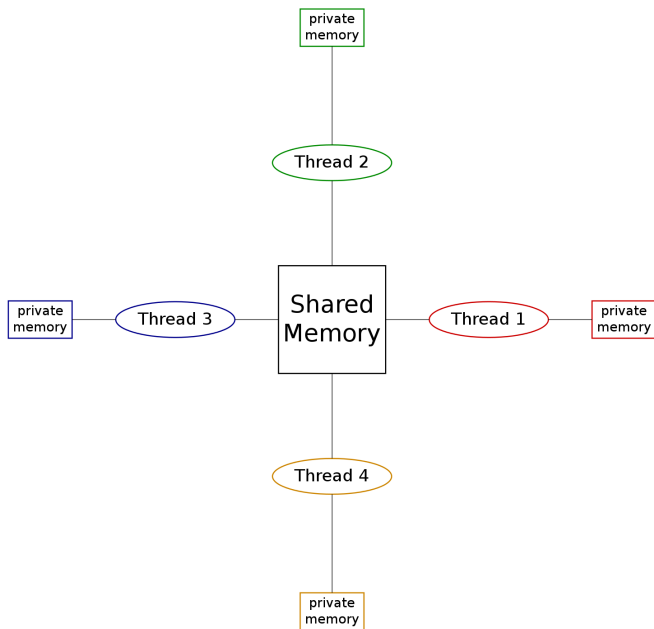 private
memory
Thread 2
private
memory
Thread 3
Shared
Memory
Thread 1
private
memory
Thread 4
private
memory